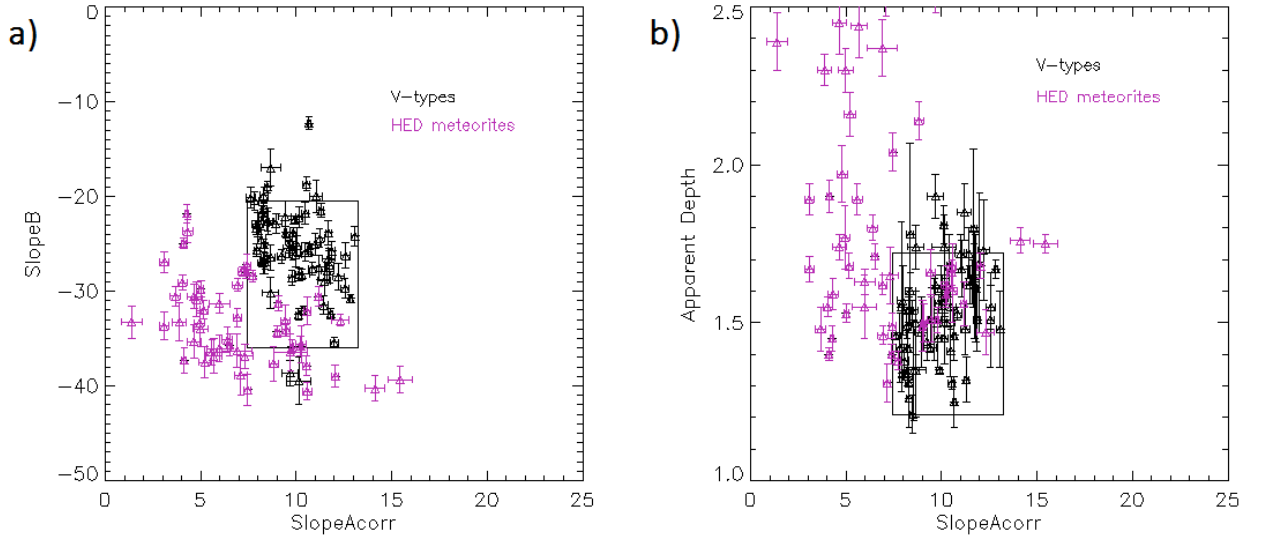 a)
0
−10
−20
−30
−40
−50
SlopeB
V−types
HED meteorites
0 5 10 15 20 25
SlopeAcorr
b)
2.5
2.0
1.5
1.0
Apparent Depth
V−types
HED meteorites
0 5 10 15 20 25
SlopeAcorr